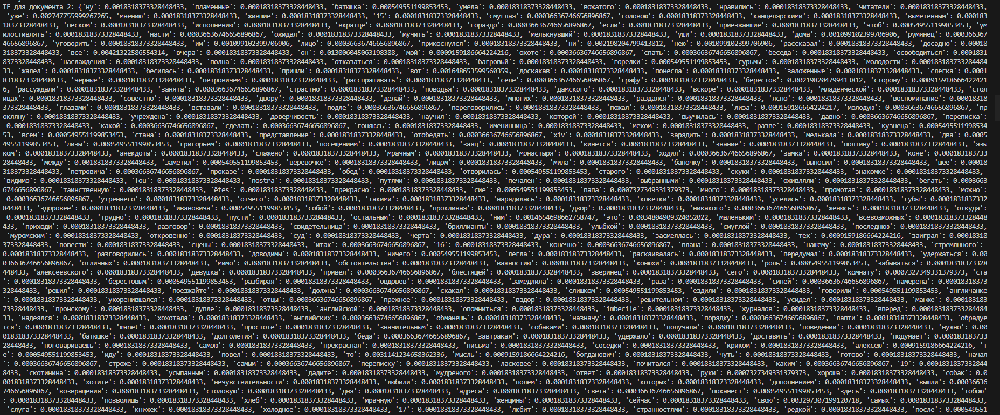 TF для документа 2: {'ну': 0.00018318373328448433, 'пламенные': 0.00018318373328448433, 'батюшка': 0.000549551199853453, 'умела': 0.00018318373328448433, 'вожатого': 0.00018318373328448433, 'нравились': 0.00018318373328448433, 'читатели': 0.00018318373328448433,
'уже': 0.002747755999267265, 'мнению': 0.00018318373328448433, 'жившие': 0.00018318373328448433, '15': 0.00018318373328448433, 'смуглая': 0.00036636746656896867, 'головою': 0.00018318373328448433, 'канцелярскими': 0.00018318373328448433, 'выметенным': 0.000183
18373328448433, 'песком': 0.00018318373328448433, 'исполнению': 0.00018318373328448433, 'вкратце': 0.00018318373328448433, 'гораздо': 0.00036636746656896867, 'если': 0.0018318373328448433, 'приезжавшие': 0.00018318373328448433, 'чтоб': 0.000549551199853453, 'ум
илостивлять': 0.00018318373328448433, 'насти': 0.00036636746656896867, 'ожидал': 0.00018318373328448433, 'мучить': 0.00018318373328448433, 'мелькнувший': 0.00018318373328448433, 'уши': 0.00018318373328448433, 'дома': 0.001099102399706906, 'румянец': 0.000366367
46656896867, 'уговорить': 0.00018318373328448433, 'им': 0.001099102399706906, 'лицо': 0.00036636746656896867, 'прикоснулся': 0.00018318373328448433, 'ни': 0.002198204799413812, 'нею': 0.001099102399706906, 'рассказал': 0.00018318373328448433, 'досадно': 0.00018
318373328448433, 'все': 0.00421322586554314, 'вчера': 0.00018318373328448433, 'он': 0.013006045063198388, 'мой': 0.0009159186664224216, 'охоте': 0.00036636746656896867, 'спать': 0.00036636746656896867, 'беседа': 0.00018318373328448433, 'освободиться': 0.0001831
8373328448433, 'наслаждения': 0.00018318373328448433, 'полна': 0.00018318373328448433, 'отказаться': 0.00018318373328448433, 'багровый': 0.00018318373328448433, 'горелки': 0.000549551199853453, 'сурьмы': 0.00018318373328448433, 'молодости': 0.000183183733284484
33, 'жалел': 0.00018318373328448433, 'бесилась': 0.00018318373328448433, 'пришли': 0.00018318373328448433, 'вот': 0.001648653599560359, 'доскакав': 0.00018318373328448433, 'понесла': 0.00018318373328448433, 'заложенные': 0.00018318373328448433, 'слегка': 0.0001
8318373328448433, 'черные': 0.00018318373328448433, 'петровичем': 0.00018318373328448433, 'расспрашивать': 0.00018318373328448433, 'селе': 0.00036636746656896867, 'графу': 0.00018318373328448433, 'берестов': 0.002198204799413812, 'сторону': 0.000915918666422421
6, 'рассуждали': 0.00018318373328448433, 'занята': 0.00036636746656896867, 'страстно': 0.00018318373328448433, 'поводья': 0.00018318373328448433, 'дамского': 0.00018318373328448433, 'вскоре': 0.00018318373328448433, 'младенческой': 0.00018318373328448433, 'стол
ицах': 0.00018318373328448433, 'совестно': 0.00018318373328448433, 'двору': 0.00018318373328448433, 'делай': 0.00018318373328448433, 'многих': 0.00018318373328448433, 'раздался': 0.00018318373328448433, 'ясно': 0.00018318373328448433, 'воспоминание': 0.00018318
373328448433, 'глазами': 0.00018318373328448433, 'вставали': 0.00018318373328448433, 'подле': 0.00036636746656896867, 'переговорились': 0.00018318373328448433, 'пожал': 0.00018318373328448433, 'лиза': 0.009159186664224217, 'молодую': 0.00036636746656896867, 'пр
окляну': 0.00018318373328448433, 'учреждена': 0.00018318373328448433, 'доверчивость': 0.00018318373328448433, 'научил': 0.00018318373328448433, 'которой': 0.00018318373328448433, 'выучилась': 0.00018318373328448433, 'давно': 0.00036636746656896867, 'переписка':
0.00018318373328448433, 'какой': 0.00036636746656896867, 'сделать': 0.00036636746656896867, 'гоняюсь': 0.00018318373328448433, 'именинница': 0.00018318373328448433, 'мехом': 0.00018318373328448433, 'разве': 0.00018318373328448433, 'кузнеца': 0.0005495511998534
53, 'всем': 0.000549551199853453, 'стана': 0.00018318373328448433, 'представление': 0.00018318373328448433, 'отобедать': 0.00036636746656896867, 'xiv': 0.00018318373328448433, 'зарядить': 0.00018318373328448433, 'мелькала': 0.00018318373328448433, 'два': 0.0005
49551199853453, 'лизы': 0.000549551199853453, 'григорьем': 0.00018318373328448433, 'посещением': 0.00018318373328448433, 'заяц': 0.00018318373328448433, 'кинется': 0.00018318373328448433, 'знание': 0.00018318373328448433, 'полтину': 0.00018318373328448433, 'язы
ком': 0.00018318373328448433, 'анекдоты': 0.00018318373328448433, 'слажено': 0.00018318373328448433, 'мрачным': 0.00018318373328448433, 'монастыря': 0.00018318373328448433, 'ходил': 0.00036636746656896867, 'замка': 0.00018318373328448433, 'коне': 0.000183183733
28448433, 'между': 0.0018318373328448433, 'заметил': 0.000549551199853453, 'веревочке': 0.00018318373328448433, 'лицом': 0.00018318373328448433, 'мила': 0.00018318373328448433, 'баночку': 0.00018318373328448433, 'выносил': 0.00018318373328448433, 'шее': 0.00018
318373328448433, 'петровича': 0.00036636746656896867, 'проказе': 0.00018318373328448433, 'обед': 0.00018318373328448433, 'отворилась': 0.000549551199853453, 'старого': 0.00018318373328448433, 'скуки': 0.00018318373328448433, 'знакомке': 0.00018318373328448433,
'видимо': 0.00018318373328448433, 'fou': 0.00018318373328448433, 'nostra': 0.00018318373328448433, 'путями': 0.00018318373328448433, 'печален': 0.00018318373328448433, 'выбранными': 0.00018318373328448433, 'оживляли': 0.00018318373328448433, 'бегать': 0.0003663
6746656896867, 'таинственную': 0.00018318373328448433, 'êtes': 0.00018318373328448433, 'прекрасно': 0.00018318373328448433, 'сие': 0.000549551199853453, 'папа': 0.0007327349331379373, 'много': 0.00018318373328448433, 'промотав': 0.00018318373328448433, 'можно':
0.00036636746656896867, 'утреннего': 0.00018318373328448433, 'отчего': 0.00018318373328448433, 'такими': 0.00018318373328448433, 'нарядилась': 0.00018318373328448433, 'кокетки': 0.00018318373328448433, 'уселись': 0.00018318373328448433, 'губы': 0.0001831837332
8448433, 'здоровее': 0.00018318373328448433, 'ивановича': 0.000549551199853453, 'собой': 0.00018318373328448433, 'проклиная': 0.00018318373328448433, 'двор': 0.00018318373328448433, 'никакого': 0.00036636746656896867, 'женюсь': 0.00018318373328448433, 'откуда':
0.00018318373328448433, 'трудно': 0.00018318373328448433, 'пусти': 0.00018318373328448433, 'остальным': 0.00018318373328448433, 'ним': 0.0014654698662758747, 'это': 0.0034804909324052022, 'маленьким': 0.00018318373328448433, 'всевозможных': 0.00018318373328448
433, 'приходи': 0.00018318373328448433, 'разговор': 0.00018318373328448433, 'свидетельница': 0.00018318373328448433, 'бриллианты': 0.00018318373328448433, 'улыбкой': 0.00018318373328448433, 'смуглой': 0.00018318373328448433, 'последнюю': 0.00018318373328448433,
'муромским': 0.00018318373328448433, 'откровенно': 0.00018318373328448433, 'суд': 0.00018318373328448433, 'черта': 0.00018318373328448433, 'дура': 0.00018318373328448433, 'засмеялась': 0.00018318373328448433, 'тех': 0.0009159186664224216, 'заиграл': 0.00018318
373328448433, 'повести': 0.00018318373328448433, 'сцены': 0.00018318373328448433, 'итак': 0.00036636746656896867, '16': 0.00018318373328448433, 'конечно': 0.00036636746656896867, 'плана': 0.00018318373328448433, 'нашему': 0.00018318373328448433, 'стремянного':
0.00018318373328448433, 'разговорились': 0.00018318373328448433, 'доводимы': 0.00018318373328448433, 'ничего': 0.000549551199853453, 'легла': 0.00018318373328448433, 'раскаивалась': 0.00018318373328448433, 'передумал': 0.00018318373328448433, 'удержаться': 0.00
036636746656896867, 'отличных': 0.00018318373328448433, 'мимо': 0.00018318373328448433, 'обстоятельства': 0.00018318373328448433, 'важностию': 0.00018318373328448433, 'конюхи': 0.00018318373328448433, 'роль': 0.000549551199853453, 'забываться': 0.0001831837328
448433, 'алексеевского': 0.00018318373328448433, 'девушка': 0.00018318373328448433, 'привел': 0.00036636746656896867, 'блестящей': 0.00018318373328448433, 'зверинец': 0.00018318373328448433, 'сего': 0.00018318373328448433, 'комнату': 0.0007327349331379373, 'ста
': 0.00018318373328448433, 'берестовым': 0.000549551199853453, 'разбирая': 0.00018318373328448433, 'овдовев': 0.00018318373328448433, 'замедлила': 0.00018318373328448433, 'раза': 0.00018318373328448433, 'синей': 0.00036636746656896867, 'намерена': 0.00018318373
328448433, 'решил': 0.00018318373328448433, 'поезжайте': 0.00018318373328448433, 'должна': 0.00036636746656896867, 'скакал': 0.00018318373328448433, 'слишком': 0.000549551199853453, 'ездили': 0.00018318373328448433, 'говорили': 0.000549551199853453, 'англичанке
': 0.00018318373328448433, 'укоренившаяся': 0.00018318373328448433, 'отцы': 0.00036636746656896867, 'прежнее': 0.00018318373328448433, 'вздор': 0.00018318373328448433, 'решительном': 0.00018318373328448433, 'усидел': 0.00018318373328448433, 'манже': 0.00018318
373328448433, 'пронскому': 0.00018318373328448433, 'дупле': 0.00018318373328448433, 'английской': 0.00018318373328448433, 'опомниться': 0.00018318373328448433, 'imbecile': 0.00018318373328448433, 'журналов': 0.00018318373328448433, 'вперед': 0.000183183733284484
33, 'надеялся': 0.00018318373328448433, 'хохотала': 0.00018318373328448433, 'английских': 0.00036636746656896867, 'обманешь': 0.00018318373328448433, 'назначу': 0.00018318373328448433, 'порядку': 0.00036636746656896867, 'лапти': 0.00018318373328448433, 'обрадуе
тся': 0.00018318373328448433, 'manet': 0.00018318373328448433, 'простоте': 0.00018318373328448433, 'значительным': 0.00018318373328448433, 'собаками': 0.00018318373328448433, 'получала': 0.00018318373328448433, 'поведении': 0.00018318373328448433, 'нужно': 0.00
018318373328448433, 'батюшке': 0.00018318373328448433, 'долголетия': 0.00018318373328448433, 'беда': 0.00036636746656896867, 'завтракая': 0.00018318373328448433, 'удержало': 0.00018318373328448433, 'доставить': 0.00018318373328448433, 'подумает': 0.00018318373
328448433, 'поговариваешь': 0.00018318373328448433, 'самою': 0.00018318373328448433, 'прекрасная': 0.00018318373328448433, 'письма': 0.00018318373328448433, 'соседки': 0.00018318373328448433, 'криком': 0.00018318373328448433, 'алексею': 0.0009159186664224216, 'т
е': 0.000549551199853453, 'иду': 0.00018318373328448433, 'повел': 0.00018318373328448433, 'то': 0.0031141234658362336, 'мысль': 0.0009159186664224216, 'богданович': 0.00018318373328448433, 'чуть': 0.00018318373328448433, 'готово': 0.00018318373328448433, 'начал
': 0.00036636746656896867, 'строже': 0.00018318373328448433, 'самым': 0.00036636746656896867, 'переписку': 0.00018318373328448433, 'ласковее': 0.00018318373328448433, 'почитался': 0.00018318373328448433, 'каким': 0.00036636746656896867, '19': 0.0001831837332844
8433, 'скотинина': 0.00018318373328448433, 'усыпанным': 0.00018318373328448433, 'дадите': 0.00018318373328448433, 'мудреного': 0.00018318373328448433, 'ответ': 0.00018318373328448433, 'руки': 0.0007327349331379373, 'хороша': 0.00018318373328448433, 'собак': 0.0
0018318373328448433, 'хотите': 0.00018318373328448433, 'нечувствительности': 0.00018318373328448433, 'любили': 0.00018318373328448433, 'полем': 0.00018318373328448433, 'которых': 0.00018318373328448433, 'дополнением': 0.00018318373328448433, 'вышли': 0.00036636
746656896867, 'возвращения': 0.00018318373328448433, 'столовую': 0.00018318373328448433, 'дня': 0.00018318373328448433, 'адреса': 0.00018318373328448433, 'света': 0.00036636746656896867, 'покамест': 0.000549551199853453, 'здесь': 0.00018318373328448433, 'тобою'
: 0.00018318373328448433, 'позволишь': 0.00018318373328448433, 'хлеб': 0.00018318373328448433, 'мрачную': 0.00018318373328448433, 'женщины': 0.00018318373328448433, 'сейчас': 0.00018318373328448433, 'свою': 0.003297307199120718, 'самых': 0.00018318373328448433,
'слуга': 0.00018318373328448433, 'книжек': 0.00018318373328448433, 'холодное': 0.00018318373328448433, '17': 0.00018318373328448433, 'любит': 0.00018318373328448433, 'странностями': 0.00018318373328448433, 'редкой': 0.00018318373328448433, 'после': 0.000549551